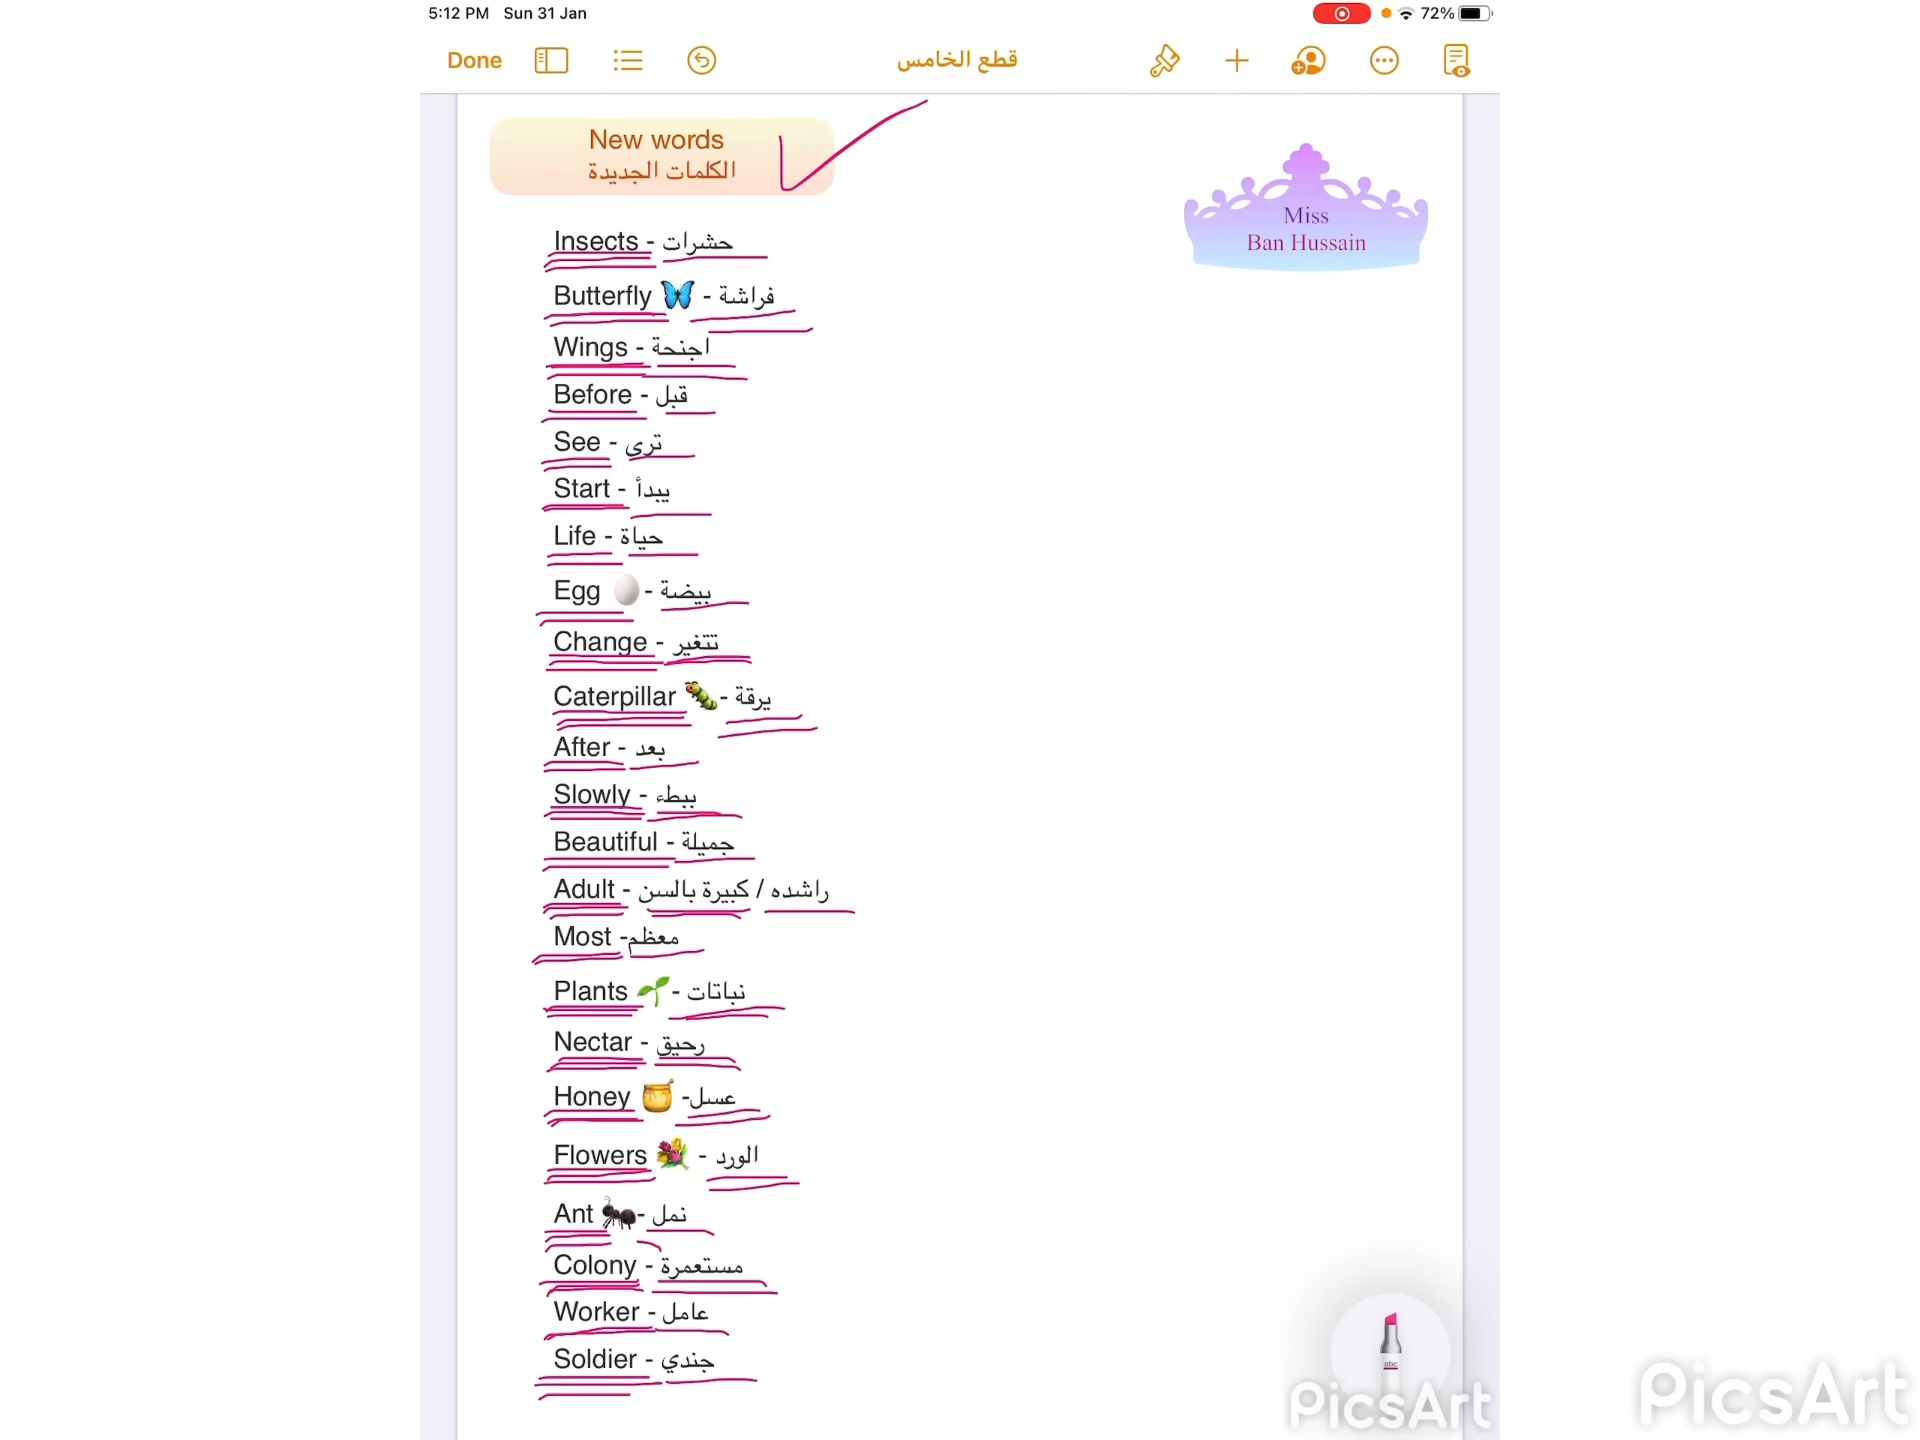 5:12 PM Sun 31 Jan 72%
Done قطع الخامس
New words
الكلمات الجديدة
Miss
Ban Hussain
Insects - حشرات
Butterfly 🦋 - فراشة
Wings - اجنحة
Before - قبل
See - ترى
Start - يبدأ
Life - حياة
Egg 🥚 - بيضة
Change - تتغير
Caterpillar 🐛 - يرقة
After - بعد
Slowly - ببطء
Beautiful - جميلة
Adult - راشده / كبيرة بالسن
Most -معظم
Plants 🌱 - نباتات
Nectar - رحيق
Honey 🍯 -عسل
Flowers 💐 - الورد
Ant 🐜 - نمل
Colony - مستعمرة
Worker - عامل
Soldier - جندي
abc
PicsArt
PicsArt